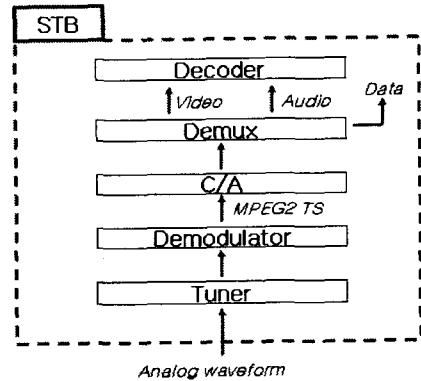 STB
Decoder
Video
Audio
Data
Demux
C/A
MPEG2 TS
Demodulator
Tuner
Analog waveform